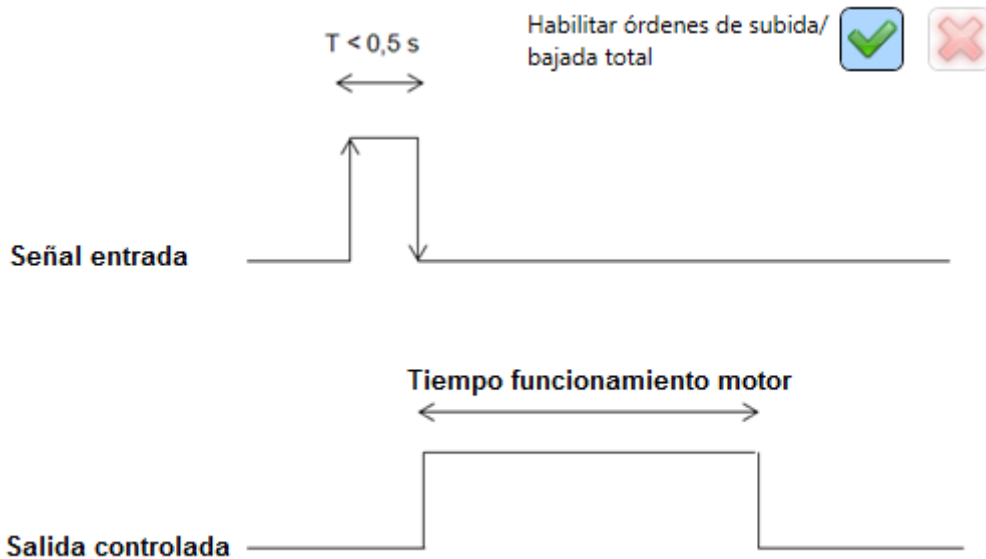 T < 0,5 s
Habilitar órdenes de subida/
bajada total
Señal entrada
Tiempo funcionamiento motor
Salida controlada